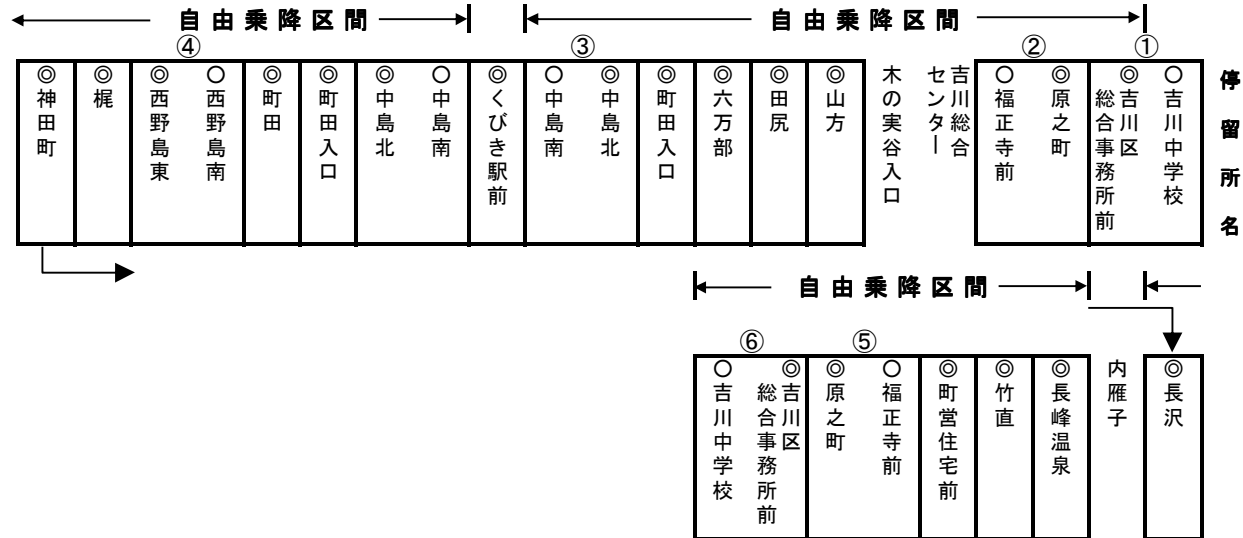 自由乗降区間
自由乗降区間
停留所名
①
○吉川中学校
◎吉川区
総合事務所前
②
◎原之町
○福正寺前
吉川総合
センター
木の実谷入口
◎山方
◎田尻
◎六万部
◎町田入口
③
◎中島北
○中島南
◎くびき駅前
○中島南
◎中島北
◎町田入口
◎町田
④
○西野島南
◎西野島東
◎梶
◎神田町
自由乗降区間
◎長沢
内雁子
◎長峰温泉
◎竹直
◎町営住宅前
⑤
○福正寺前
◎原之町
⑥
◎吉川区
総合事務所前
○吉川中学校